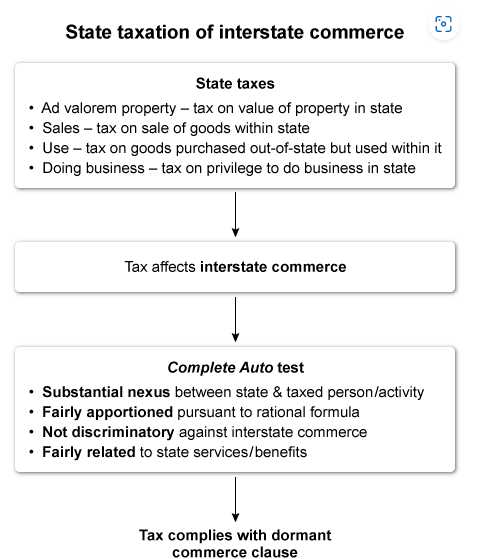 State taxation of interstate commerce
State taxes
• Ad valorem property – tax on value of property in state
• Sales – tax on sale of goods within state
• Use – tax on goods purchased out-of-state but used within it
• Doing business – tax on privilege to do business in state
Tax affects interstate commerce
Complete Auto test
• Substantial nexus between state & taxed person/activity
• Fairly apportioned pursuant to rational formula
• Not discriminatory against interstate commerce
• Fairly related to state services/benefits
Tax complies with dormant
commerce clause